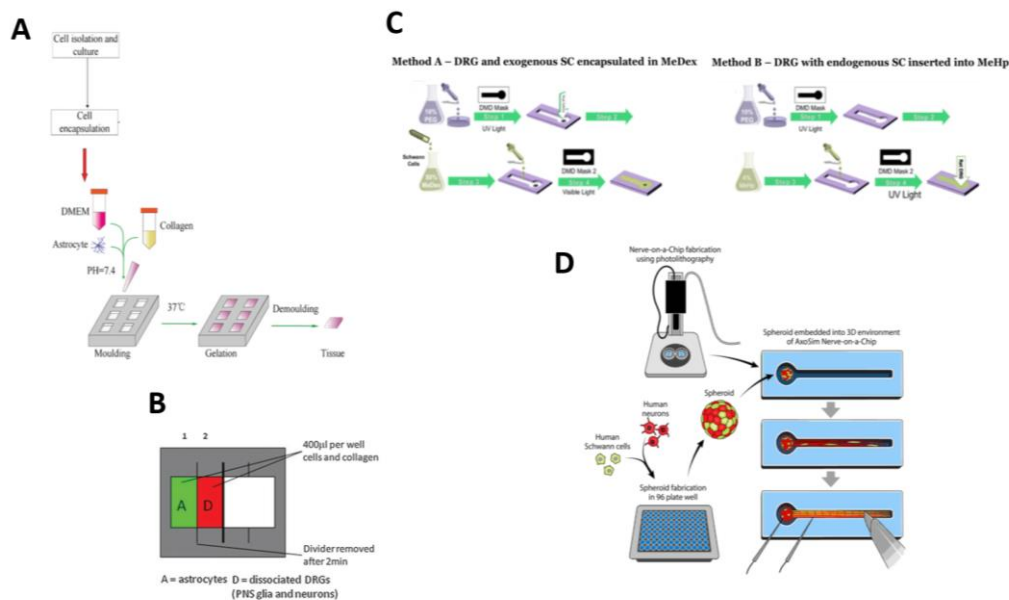 A
Cell isolation and
culture
Cell
encapsulation
DMEM
Collagen
Astrocyte
PH=7.4
37℃
Demoulding
Moulding
Gelation
Tissue
B
1 2
400µl per well
cells and collagen
A D
Divider removed
after 2min
A = astrocytes D = dissociated DRGs
(PNS glia and neurons)
C
Method A – DRG and exogenous SC encapsulated in MeDex
10%
PEG
DMD Mask
Step 1
UV Light
Step 2
Schwann
Cells
Step 3
DMD Mask 2
Step 4
Visible Light
Method B – DRG with endogenous SC inserted into MeHp
10%
PEG
DMD Mask
Step 1
UV Light
Step 2
Step 3
DMD Mask 2
Step 4
UV Light
D
Nerve-on-a-Chip fabrication
using photolithography
Spheroid embedded into 3D environment
of AxoSim Nerve-on-a-Chip
Spheroid
Human
neurons
Human
Schwann cells
Spheroid fabrication
in 96 plate well